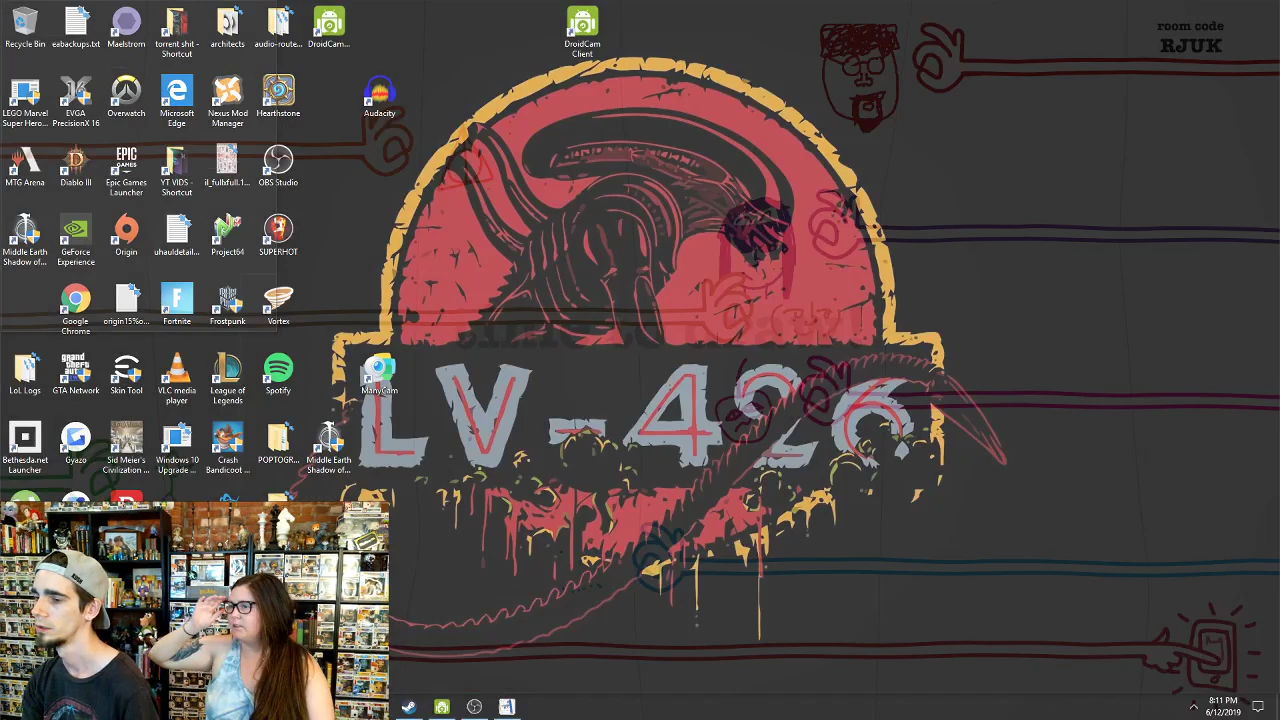 Recycle Bin
eabackups.txt
Maelstrom
torrent shit - Shortcut
architects
audio-route...
DroidCam...
DroidCam Client
room code
RJUK
LEGO Marvel Super Hero...
EVGA PrecisionX 16
Overwatch
Microsoft Edge
Nexus Mod Manager
Hearthstone
Audacity
MTG Arena
Diablo III
Epic Games Launcher
YT VIDS - Shortcut
il_fullxfull.1...
OBS Studio
Middle Earth Shadow of...
GeForce Experience
Origin
uhauldetail...
Project64
SUPERHOT
Google Chrome
origin15%o...
Fortnite
Frostpunk
Vortex
LoL Logs
GTA Network
Skin Tool
VLC media player
League of Legends
Spotify
ManyCam
LV-426
Bethesda.net Launcher
Gyazo
Sid Meier's Civilization ...
Windows 10 Upgrade ...
Crash Bandicoot ...
POPTOGR...
Middle Earth Shadow of...
8:11 PM
6/12/2019